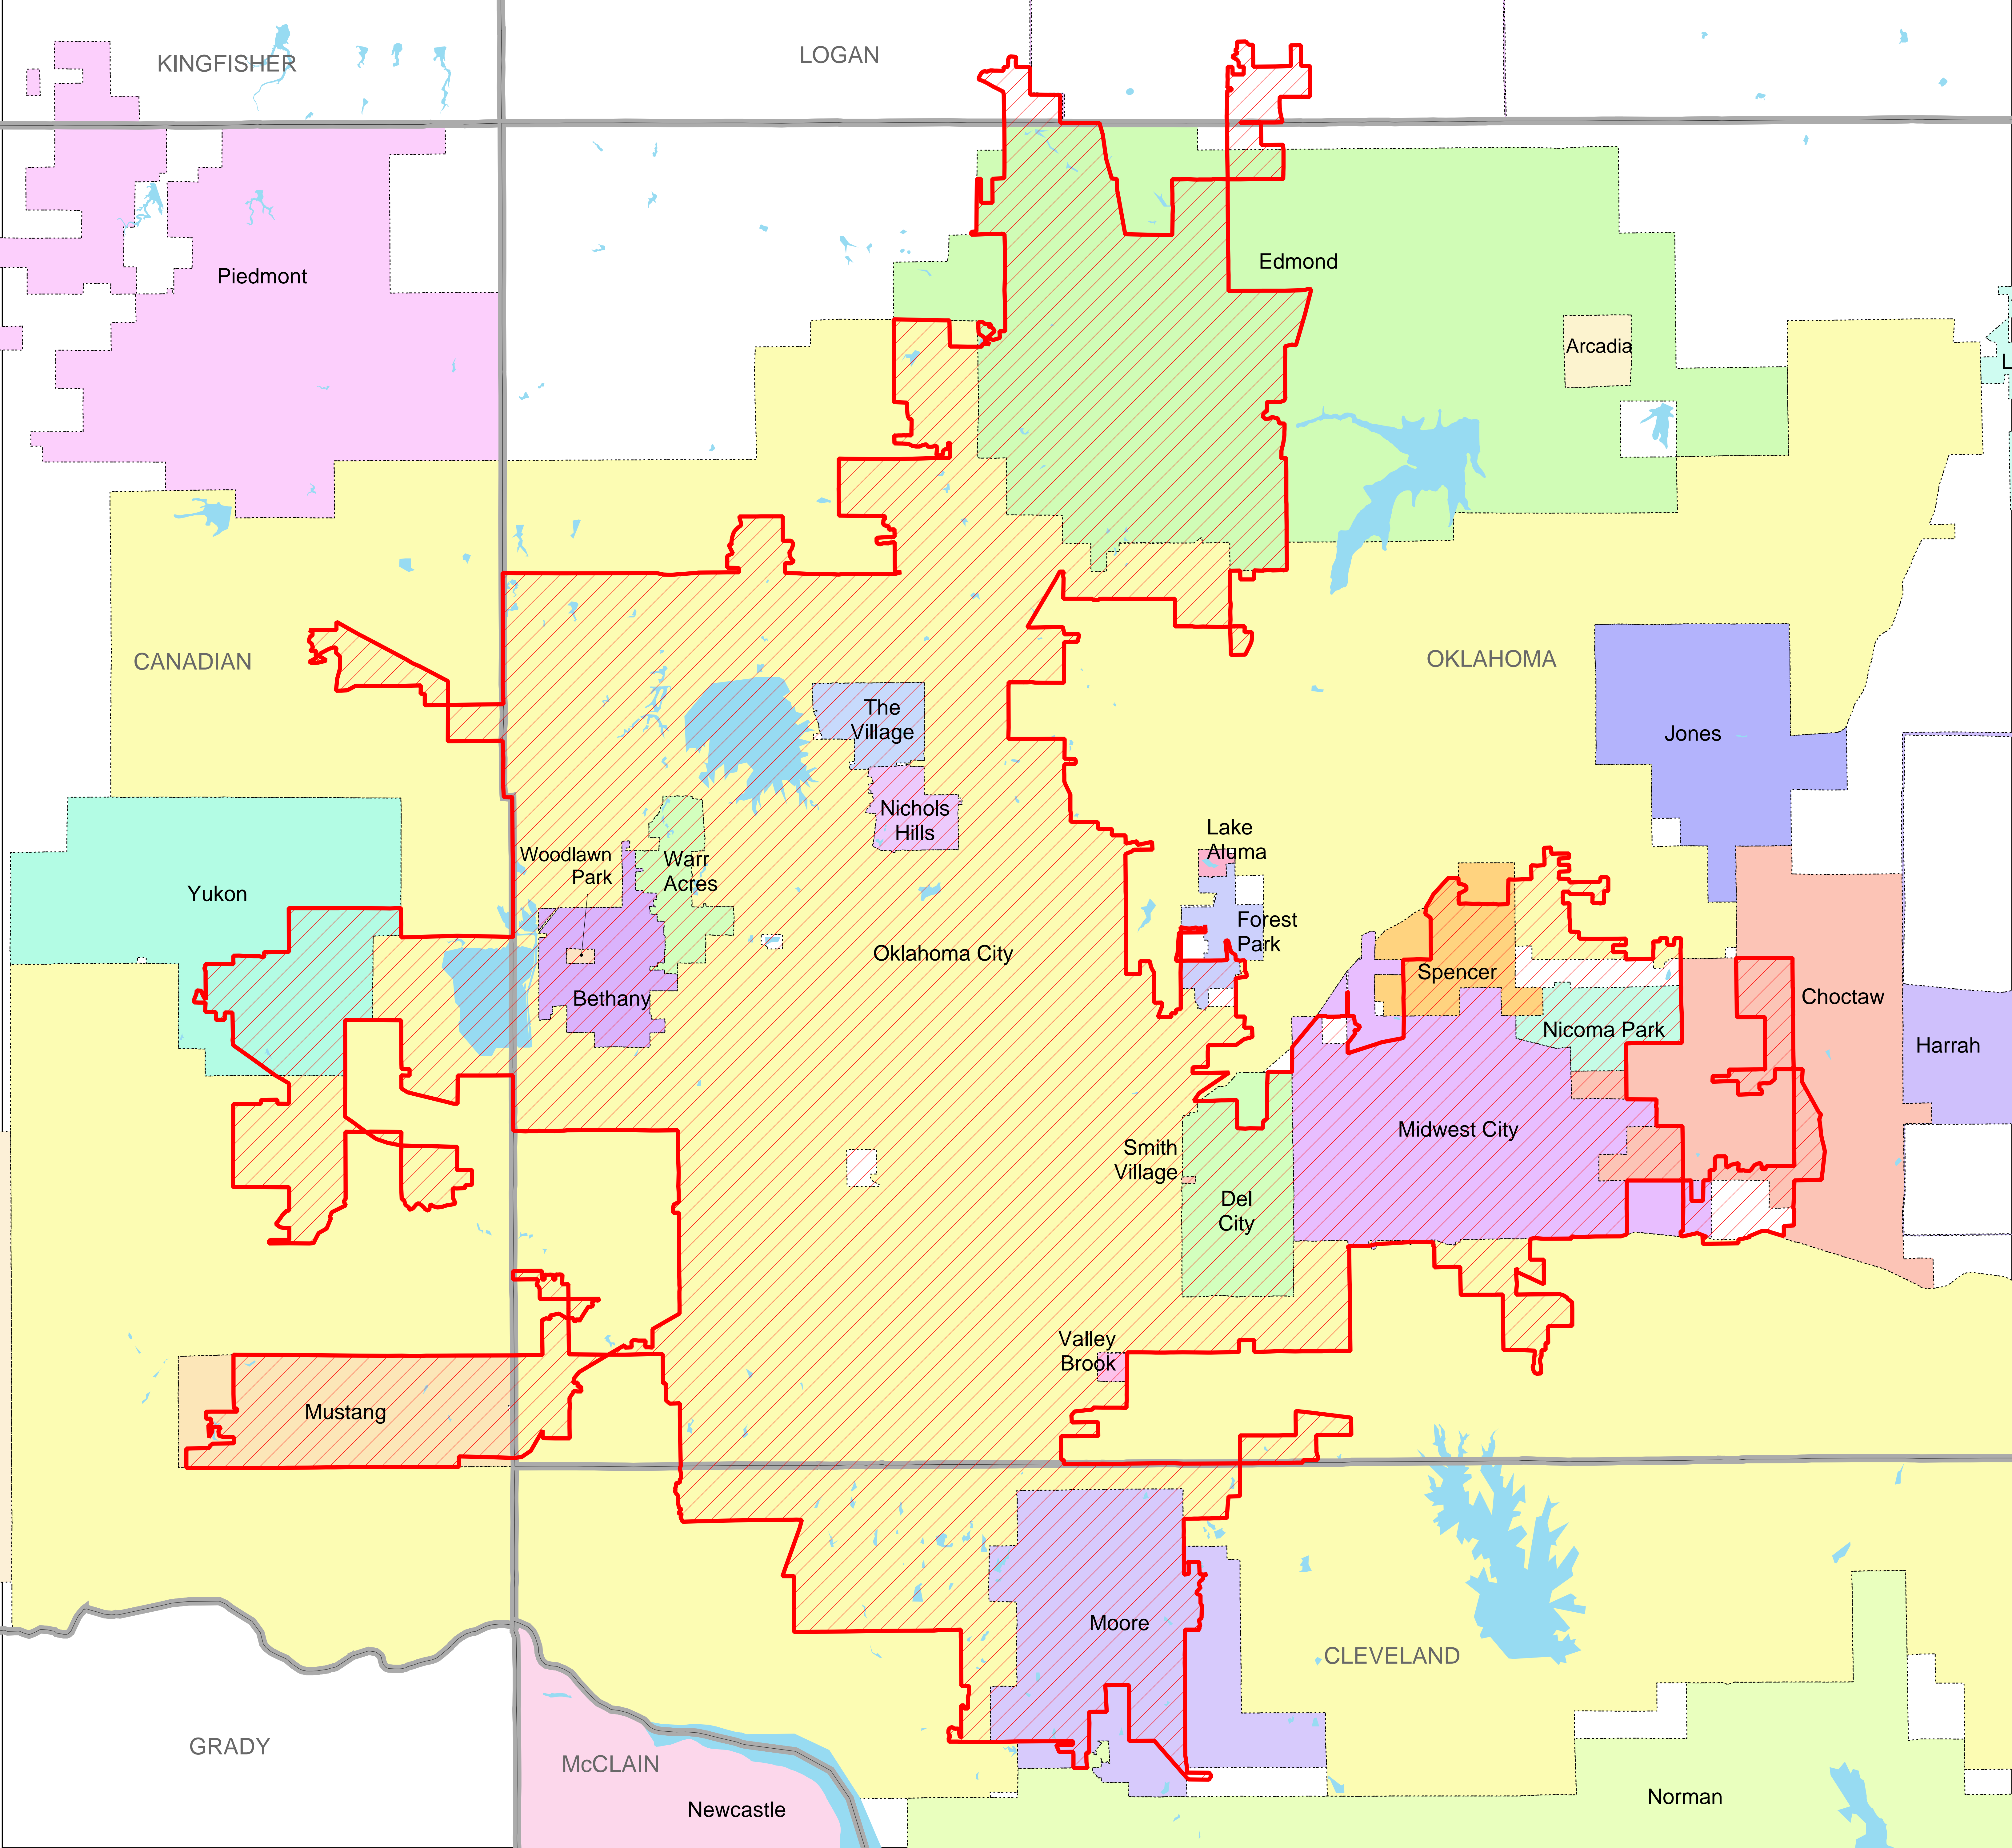 KINGFISHER
LOGAN
Piedmont
Edmond
Arcadia
L
CANADIAN
OKLAHOMA
The
Village
Jones
Nichols
Hills
Lake
Aluma
Woodlawn
Park
Warr
Acres
Yukon
Forest
Park
Oklahoma City
Spencer
Bethany
Choctaw
Nicoma Park
Harrah
Midwest City
Smith
Village
Del
City
Valley
Brook
Mustang
Moore
CLEVELAND
GRADY
McCLAIN
Newcastle
Norman